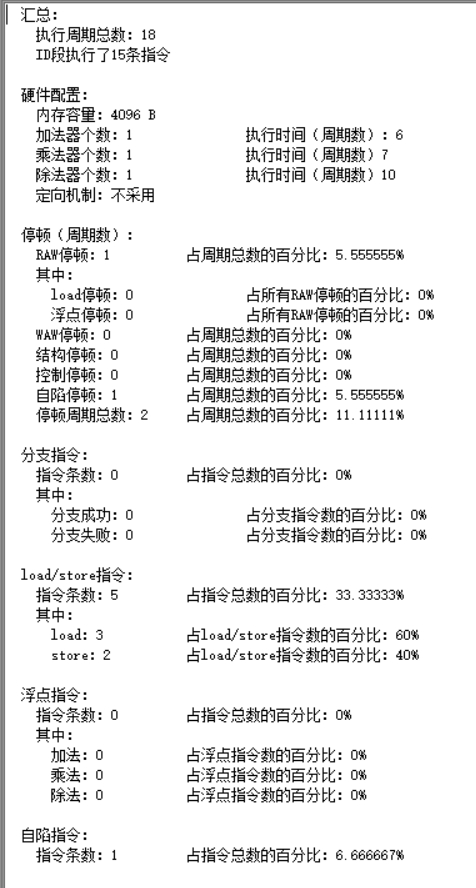 汇总：
执行周期总数：18
ID段执行了15条指令
硬件配置：
内存容量：4096 B
加法器个数：1 执行时间（周期数）：6
乘法器个数：1 执行时间（周期数）7
除法器个数：1 执行时间（周期数）10
定向机制：不采用
停顿（周期数）：
RAW停顿：1 占周期总数的百分比：5.555555%
其中：
load停顿：0 占所有RAW停顿的百分比：0%
浮点停顿：0 占所有RAW停顿的百分比：0%
WAW停顿：0 占周期总数的百分比：0%
结构停顿：0 占周期总数的百分比：0%
控制停顿：0 占周期总数的百分比：0%
自陷停顿：1 占周期总数的百分比：5.555555%
停顿周期总数：2 占周期总数的百分比：11.11111%
分支指令：
指令条数：0 占指令总数的百分比：0%
其中：
分支成功：0 占分支指令数的百分比：0%
分支失败：0 占分支指令数的百分比：0%
load/store指令：
指令条数：5 占指令总数的百分比：33.33333%
其中：
load：3 占load/store指令数的百分比：60%
store：2 占load/store指令数的百分比：40%
浮点指令：
指令条数：0 占指令总数的百分比：0%
其中：
加法：0 占浮点指令数的百分比：0%
乘法：0 占浮点指令数的百分比：0%
除法：0 占浮点指令数的百分比：0%
自陷指令：
指令条数：1 占指令总数的百分比：6.666667%